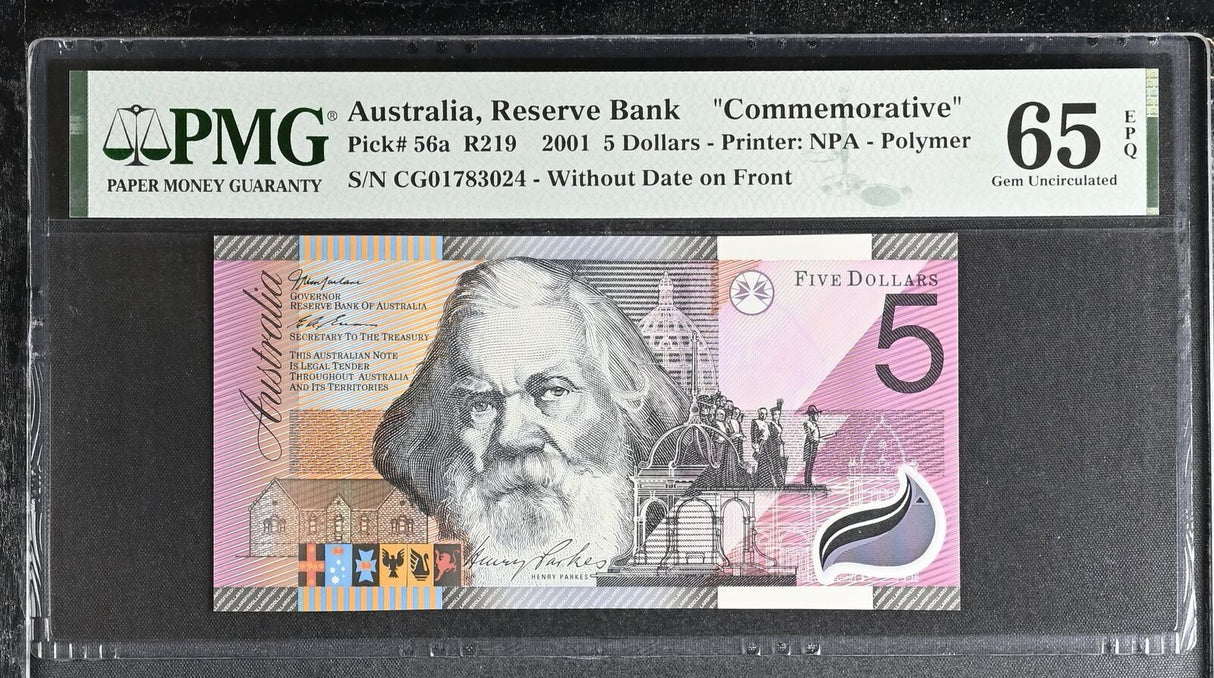 PMG®
PAPER MONEY GUARANTY
Australia, Reserve Bank "Commemorative"
Pick# 56a R219 2001 5 Dollars - Printer: NPA - Polymer
S/N CG01783024 - Without Date on Front
65
EPQ
Gem Uncirculated
Australia
GOVERNOR
RESERVE BANK OF AUSTRALIA
SECRETARY TO THE TREASURY
THIS AUSTRALIAN NOTE
IS LEGAL TENDER
THROUGHOUT AUSTRALIA
AND ITS TERRITORIES
FIVE DOLLARS
5
Henry Parkes
HENRY PARKES